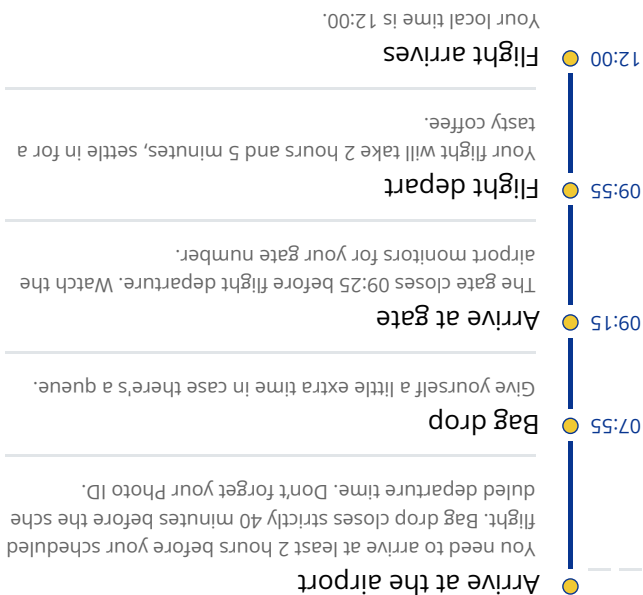 Arrive at the airport
You need to arrive at least 2 hours before your scheduled
flight. Bag drop closes strictly 40 minutes before the sche
duled departure time. Don't forget your Photo ID.
07:55
Bag drop
Give yourself a little extra time in case there's a queue.
09:15
Arrive at gate
The gate closes 09:25 before flight departure. Watch the
airport monitors for your gate number.
09:55
Flight depart
Your flight will take 2 hours and 5 minutes, settle in for a
tasty coffee.
12:00
Flight arrives
Your local time is 12:00.